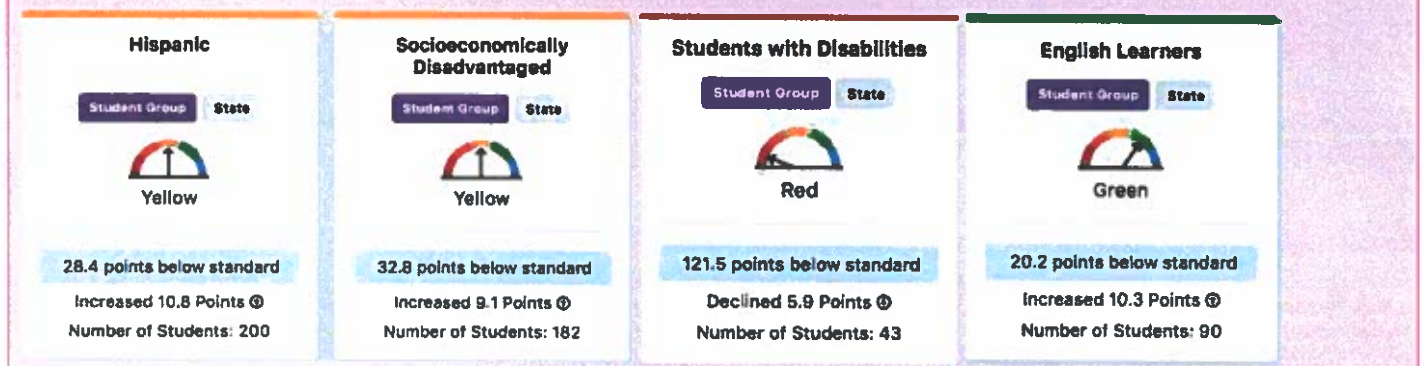 Hispanic
Student Group State
Yellow
28.4 points below standard
Increased 10.8 Points
Number of Students: 200
Socioeconomically
Disadvantaged
Student Group State
Yellow
32.8 points below standard
Increased 9.1 Points
Number of Students: 182
Students with Disabilities
Student Group State
Red
121.5 points below standard
Declined 5.9 Points
Number of Students: 43
English Learners
Student Group State
Green
20.2 points below standard
Increased 10.3 Points
Number of Students: 90